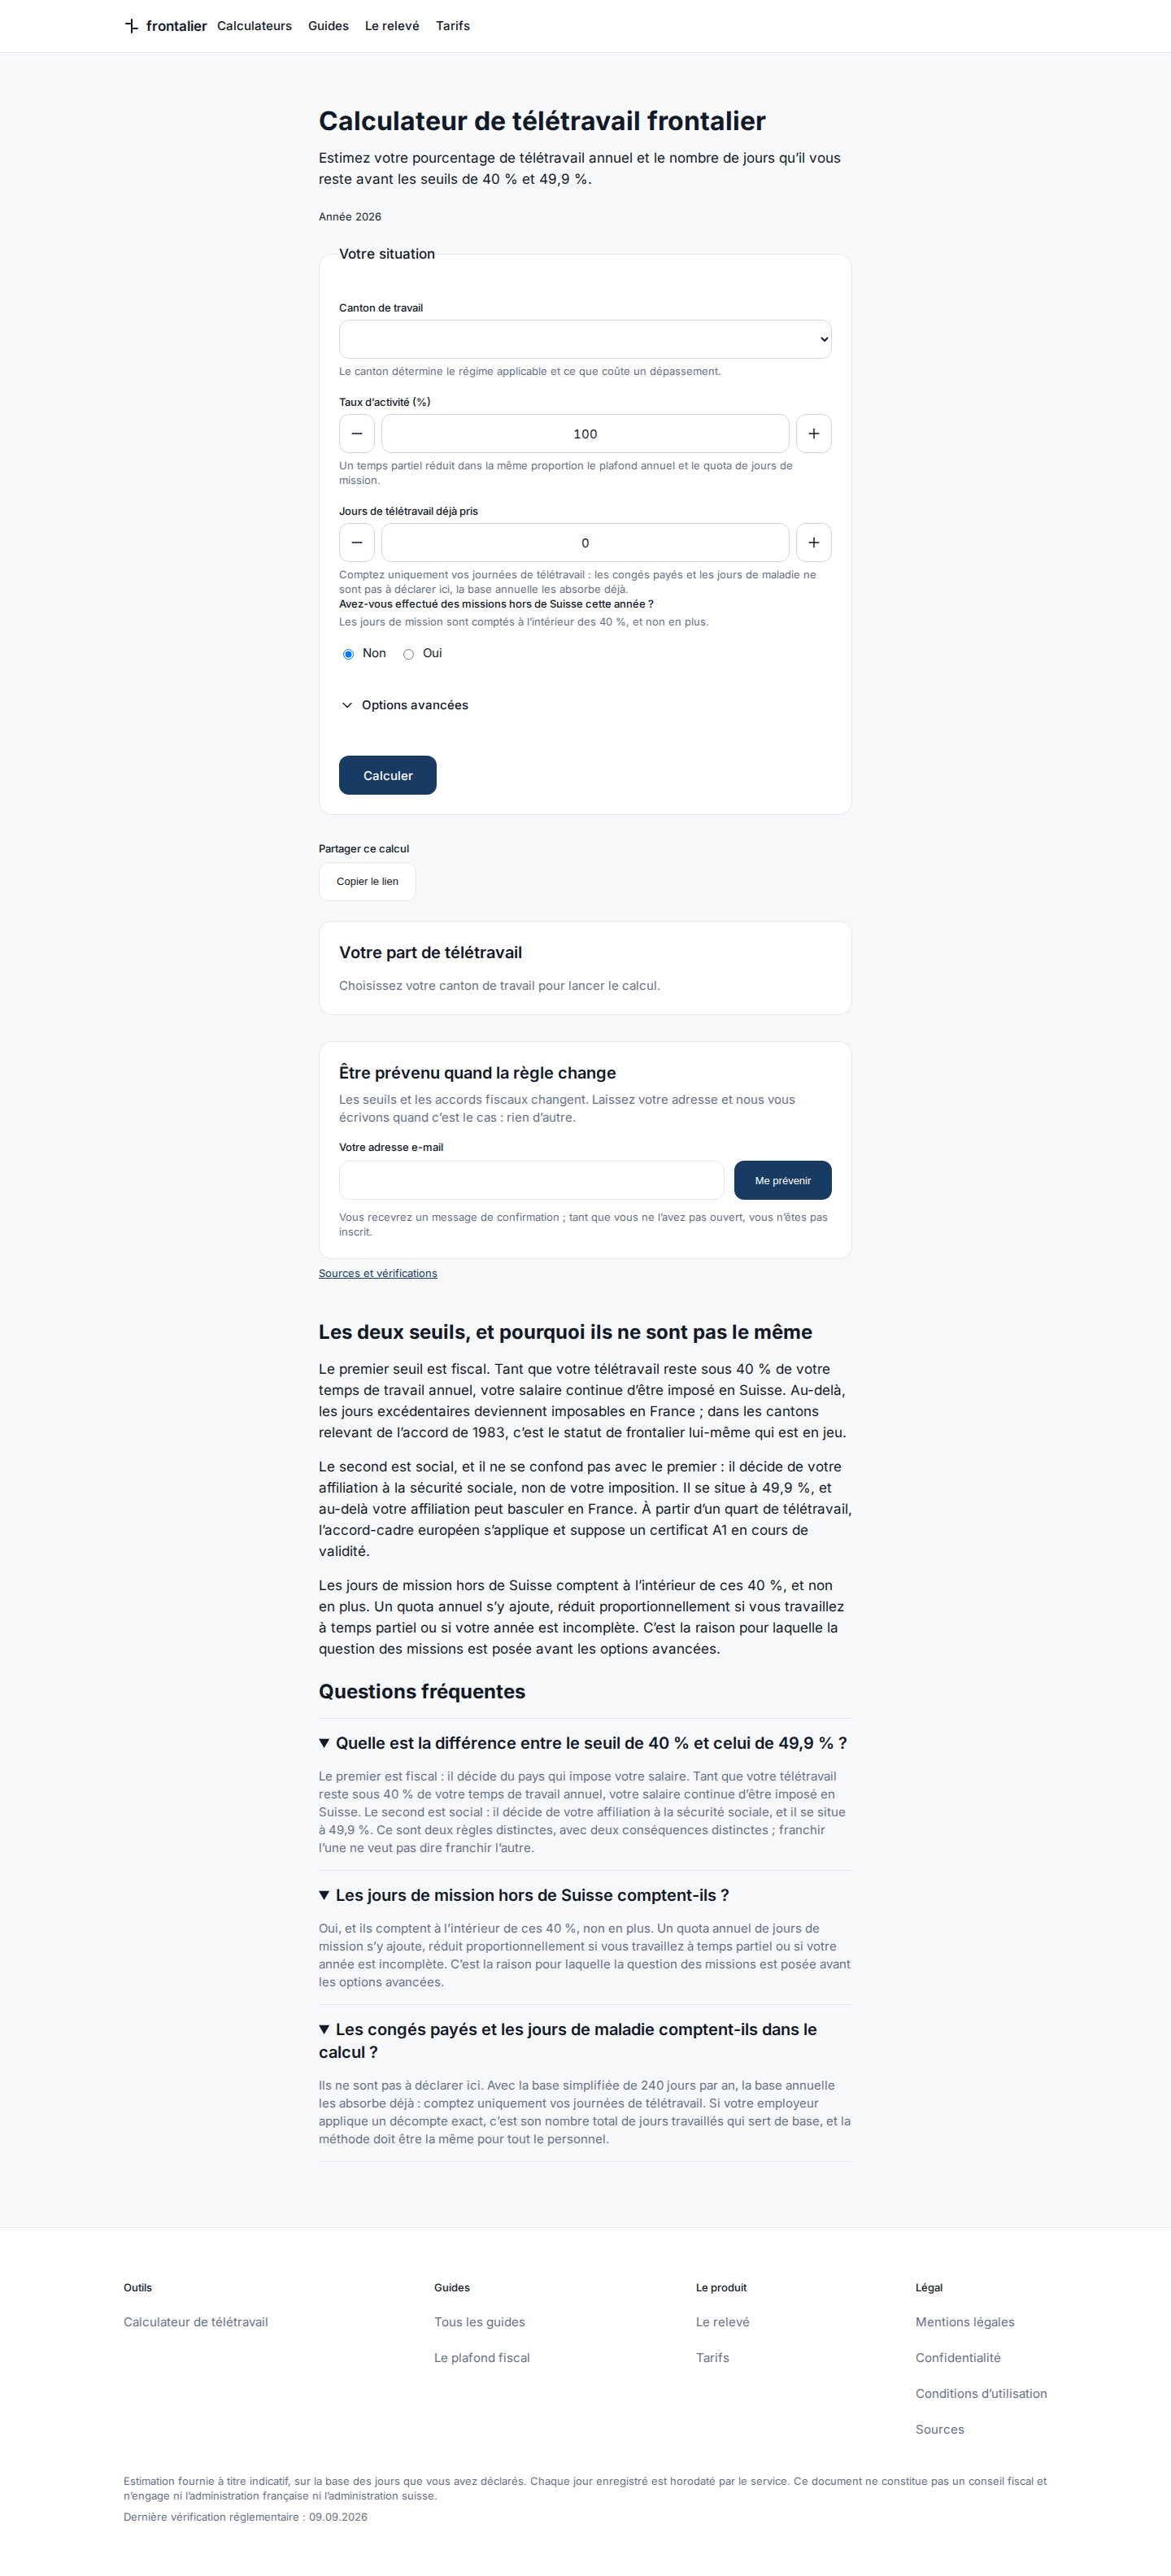 frontalier Calculateurs Guides Le relevé Tarifs
Calculateur de télétravail frontalier
Estimez votre pourcentage de télétravail annuel et le nombre de jours qu’il vous
reste avant les seuils de 40 % et 49,9 %.
Année 2026
Votre situation
Canton de travail
Le canton détermine le régime applicable et ce que coûte un dépassement.
Taux d’activité (%)
− 100 +
Un temps partiel réduit dans la même proportion le plafond annuel et le quota de jours de
mission.
Jours de télétravail déjà pris
− 0 +
Comptez uniquement vos journées de télétravail : les congés payés et les jours de maladie ne
sont pas à déclarer ici, la base annuelle les absorbe déjà.
Avez-vous effectué des missions hors de Suisse cette année ?
Les jours de mission sont comptés à l’intérieur des 40 %, et non en plus.
Non Oui
Options avancées
Calculer
Partager ce calcul
Copier le lien
Votre part de télétravail
Choisissez votre canton de travail pour lancer le calcul.
Être prévenu quand la règle change
Les seuils et les accords fiscaux changent. Laissez votre adresse et nous vous
écrivons quand c’est le cas : rien d’autre.
Votre adresse e-mail
Me prévenir
Vous recevrez un message de confirmation ; tant que vous ne l’avez pas ouvert, vous n’êtes pas
inscrit.
Sources et vérifications
Les deux seuils, et pourquoi ils ne sont pas le même
Le premier seuil est fiscal. Tant que votre télétravail reste sous 40 % de votre
temps de travail annuel, votre salaire continue d’être imposé en Suisse. Au-delà,
les jours excédentaires deviennent imposables en France ; dans les cantons
relevant de l’accord de 1983, c’est le statut de frontalier lui-même qui est en jeu.
Le second est social, et il ne se confond pas avec le premier : il décide de votre
affiliation à la sécurité sociale, non de votre imposition. Il se situe à 49,9 %, et
au-delà votre affiliation peut basculer en France. À partir d’un quart de télétravail,
l’accord-cadre européen s’applique et suppose un certificat A1 en cours de
validité.
Les jours de mission hors de Suisse comptent à l’intérieur de ces 40 %, et non
en plus. Un quota annuel s’y ajoute, réduit proportionnellement si vous travaillez
à temps partiel ou si votre année est incomplète. C’est la raison pour laquelle la
question des missions est posée avant les options avancées.
Questions fréquentes
Quelle est la différence entre le seuil de 40 % et celui de 49,9 % ?
Le premier est fiscal : il décide du pays qui impose votre salaire. Tant que votre télétravail
reste sous 40 % de votre temps de travail annuel, votre salaire continue d’être imposé en
Suisse. Le second est social : il décide de votre affiliation à la sécurité sociale, et il se situe
à 49,9 %. Ce sont deux règles distinctes, avec deux conséquences distinctes ; franchir
l’une ne veut pas dire franchir l’autre.
Les jours de mission hors de Suisse comptent-ils ?
Oui, et ils comptent à l’intérieur de ces 40 %, non en plus. Un quota annuel de jours de
mission s’y ajoute, réduit proportionnellement si vous travaillez à temps partiel ou si votre
année est incomplète. C’est la raison pour laquelle la question des missions est posée avant
les options avancées.
Les congés payés et les jours de maladie comptent-ils dans le
calcul ?
Ils ne sont pas à déclarer ici. Avec la base simplifiée de 240 jours par an, la base annuelle
les absorbe déjà : comptez uniquement vos journées de télétravail. Si votre employeur
applique un décompte exact, c’est son nombre total de jours travaillés qui sert de base, et la
méthode doit être la même pour tout le personnel.
Outils Guides Le produit Légal
Calculateur de télétravail Tous les guides Le relevé Mentions légales
Le plafond fiscal Tarifs Confidentialité
Conditions d’utilisation
Sources
Estimation fournie à titre indicatif, sur la base des jours que vous avez déclarés. Chaque jour enregistré est horodaté par le service. Ce document ne constitue pas un conseil fiscal et
n’engage ni l’administration française ni l’administration suisse.
Dernière vérification réglementaire : 09.09.2026